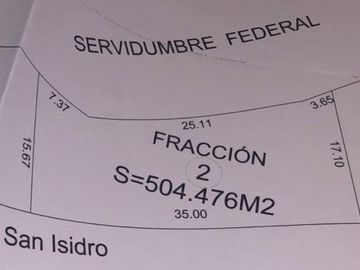 SERVIDUMBRE FEDERAL
7.37
25.11
3.65
15.67
FRACCIÓN
2
S=504.476M2
17.10
35.00
San Isidro